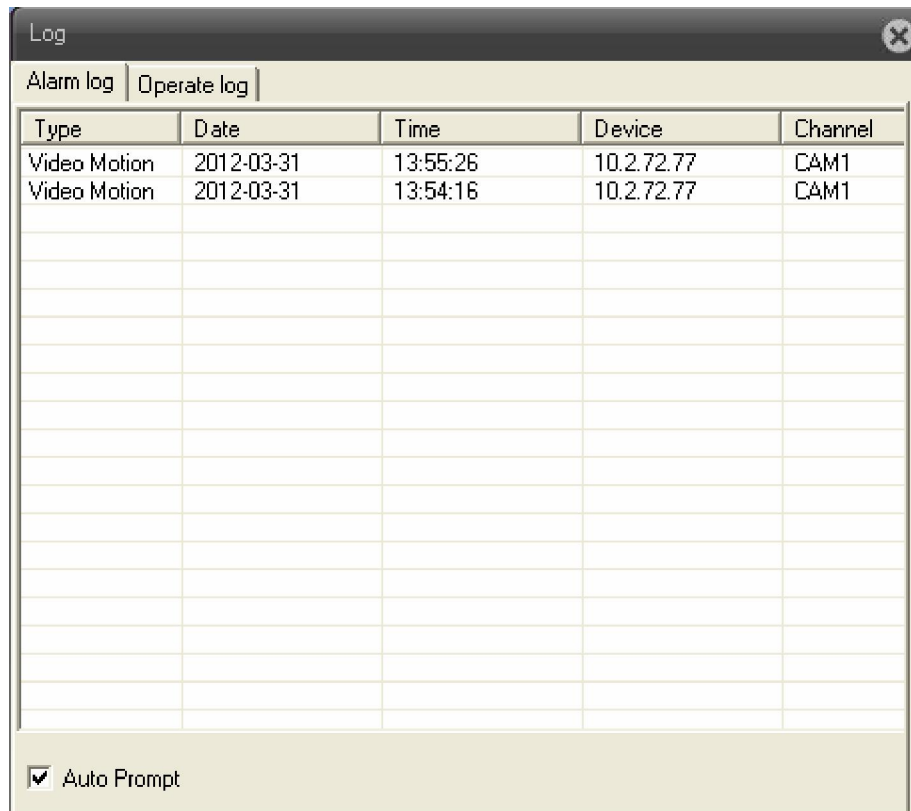 Log
Alarm log Operate log
Type Date Time Device Channel
Video Motion 2012-03-31 13:55:26 10.2.72.77 CAM1
Video Motion 2012-03-31 13:54:16 10.2.72.77 CAM1
Auto Prompt